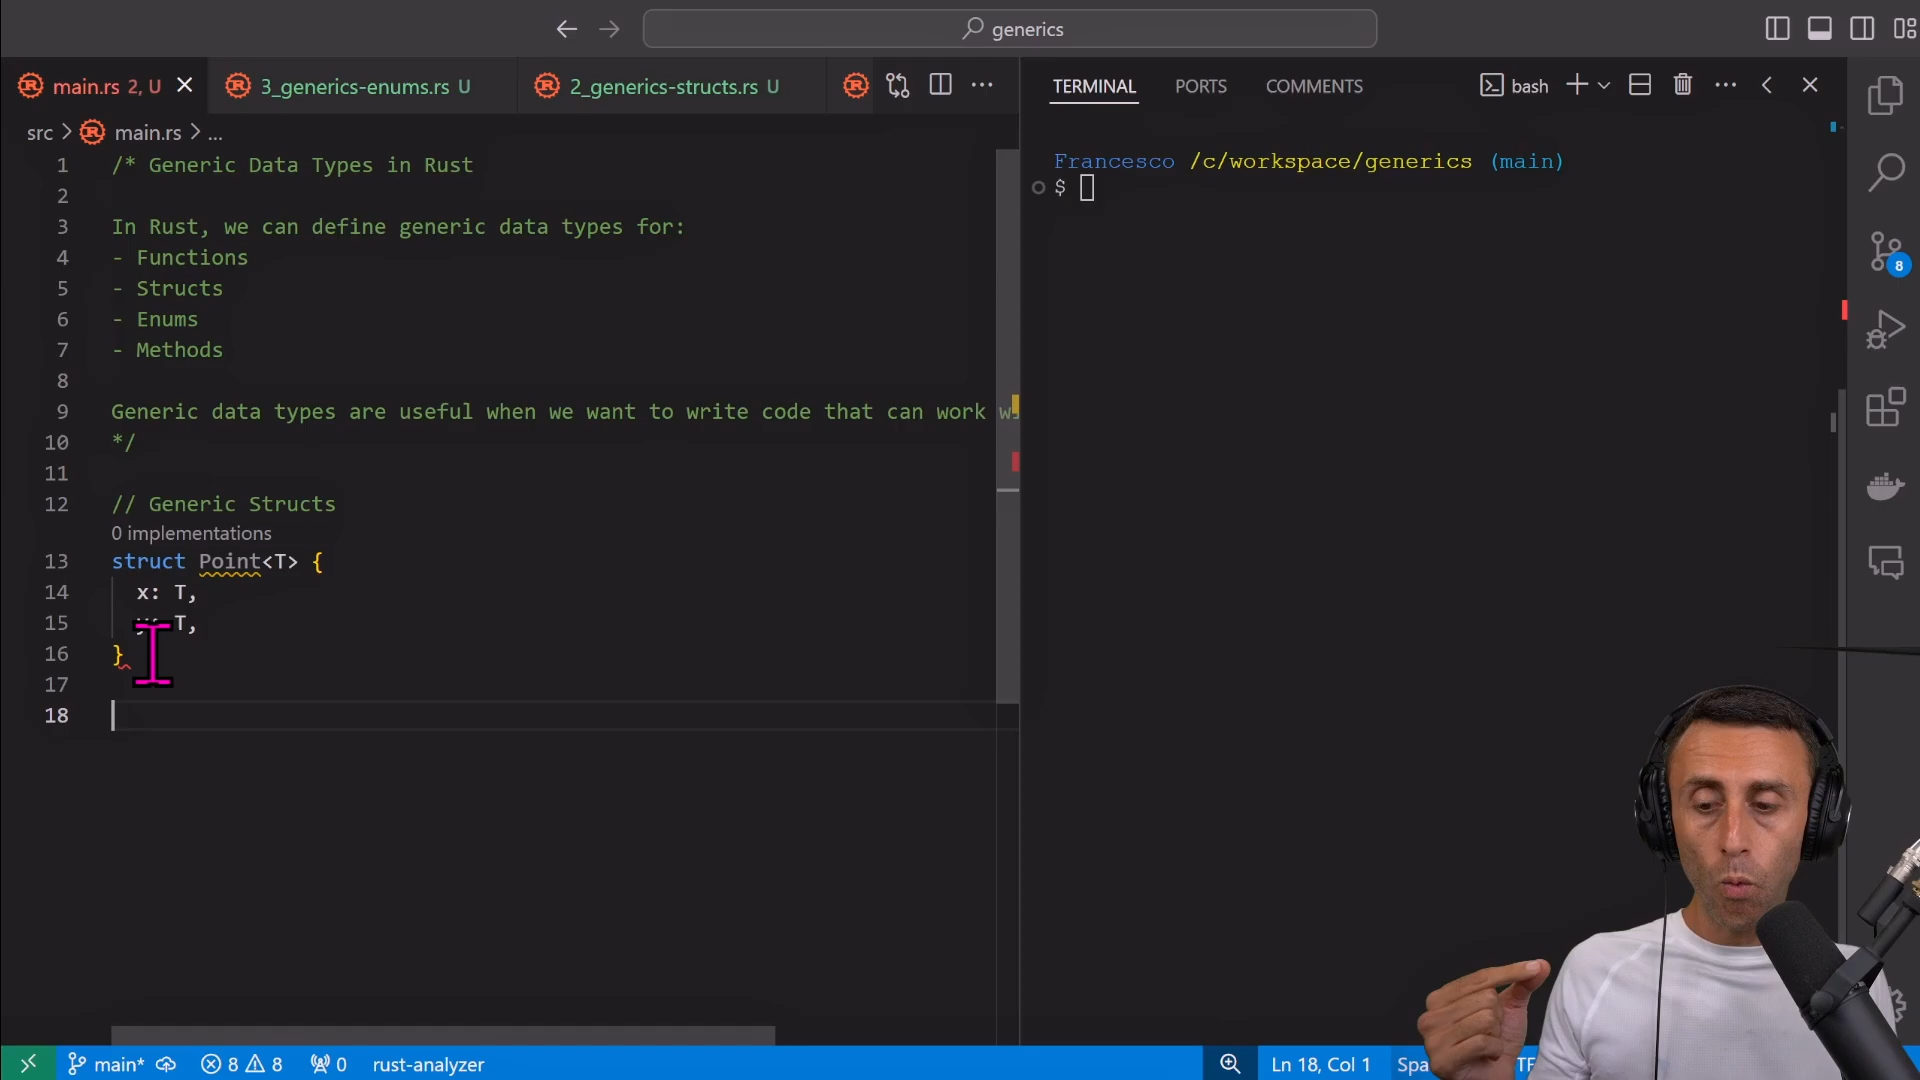 generics
main.rs 2, U
3_generics-enums.rs U
2_generics-structs.rs U
TERMINAL
PORTS
COMMENTS
bash
src > main.rs > ...
1 /* Generic Data Types in Rust
2
3 In Rust, we can define generic data types for:
4 - Functions
5 - Structs
6 - Enums
7 - Methods
8
9 Generic data types are useful when we want to write code that can work
10 */
11
12 // Generic Structs
0 implementations
13 struct Point<T> {
14 x: T,
15 y: T,
16 }
17
18
Francesco /c/workspace/generics (main)
$
8
main*
8 8
0
rust-analyzer
Ln 18, Col 1